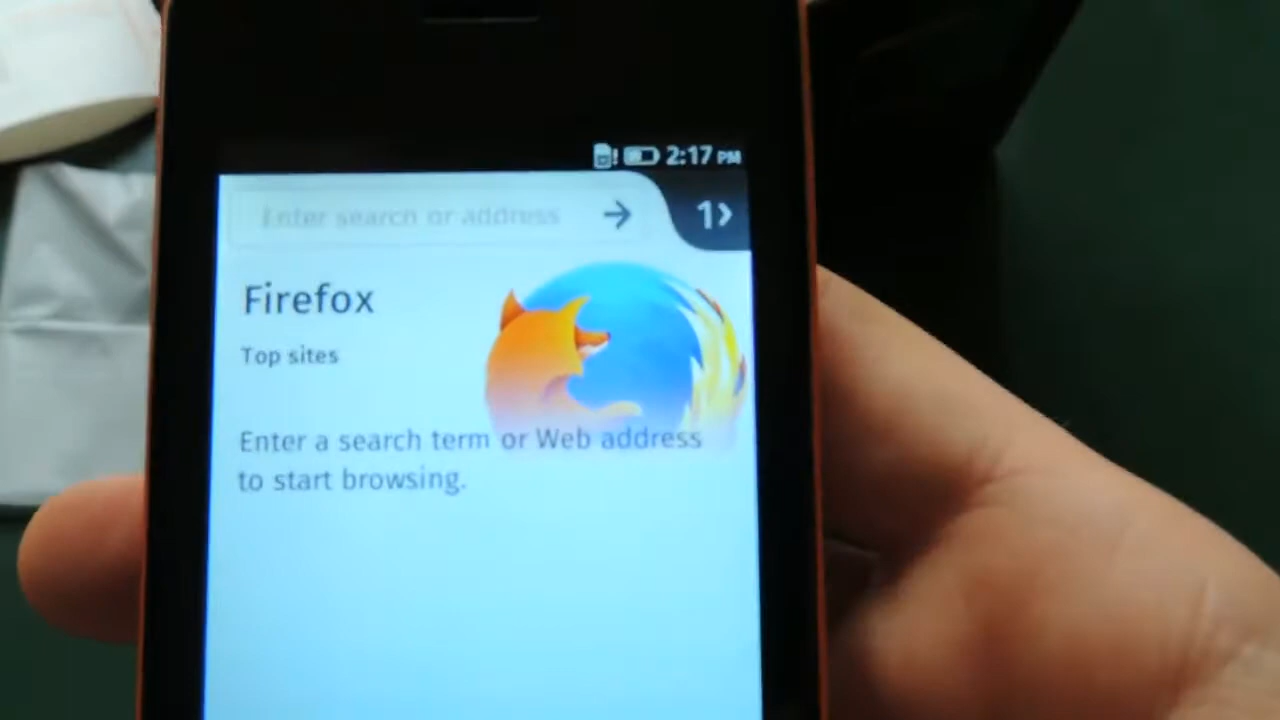 2:17 PM
Enter search or address
1
Firefox
Top sites
Enter a search term or Web address
to start browsing.